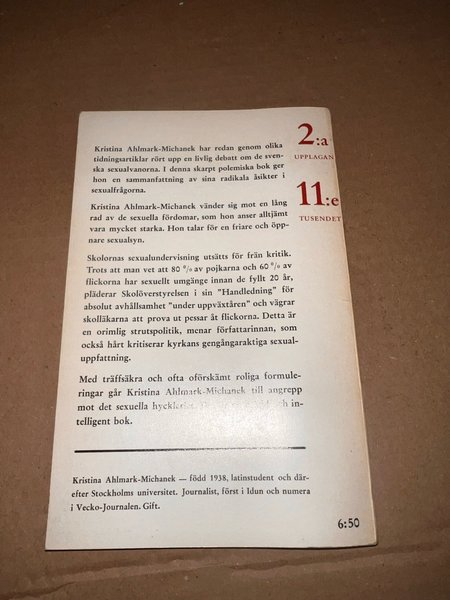 2:a
UPPLAGAN
11:e
TUSENDET
Kristina Ahlmark-Michanek har redan genom olika
tidningsartiklar rört upp en livlig debatt om de sven-
ska sexualvanorna. I denna skarpt polemiska bok ger
hon en sammanfattning av sina radikala åsikter i
sexualfrågorna.
Kristina Ahlmark-Michanek vänder sig mot en lång
rad av de sexuella fördomar, som hon anser alltjämt
vara mycket starka. Hon talar för en friare och öpp-
nare sexualsyn.
Skolornas sexualundervisning utsätts för frän kritik.
Trots att man vet att 80 % av pojkarna och 60 % av
flickorna har sexuellt umgänge innan de fyllt 20 år,
pläderar Skolöverstyrelsen i sin "Handledning" för
absolut avhållsamhet "under uppväxtåren" och vägrar
skolläkarna att prova ut pessar åt flickorna. Detta är
en orimlig strutspolitik, menar författarinnan, som
också hårt kritiserar kyrkans gengångaraktiga sexual-
uppfattning.
Med träffsäkra och ofta oförskämt roliga formule-
ringar går Kristina Ahlmark-Michanek till angrepp
mot det sexuella hyckleriet. in-
telligent bok.
Kristina Ahlmark-Michanek — född 1938, latinstudent och där-
efter Stockholms universitet. Journalist, först i Idun och numera
i Vecko-Journalen. Gift.
6:50